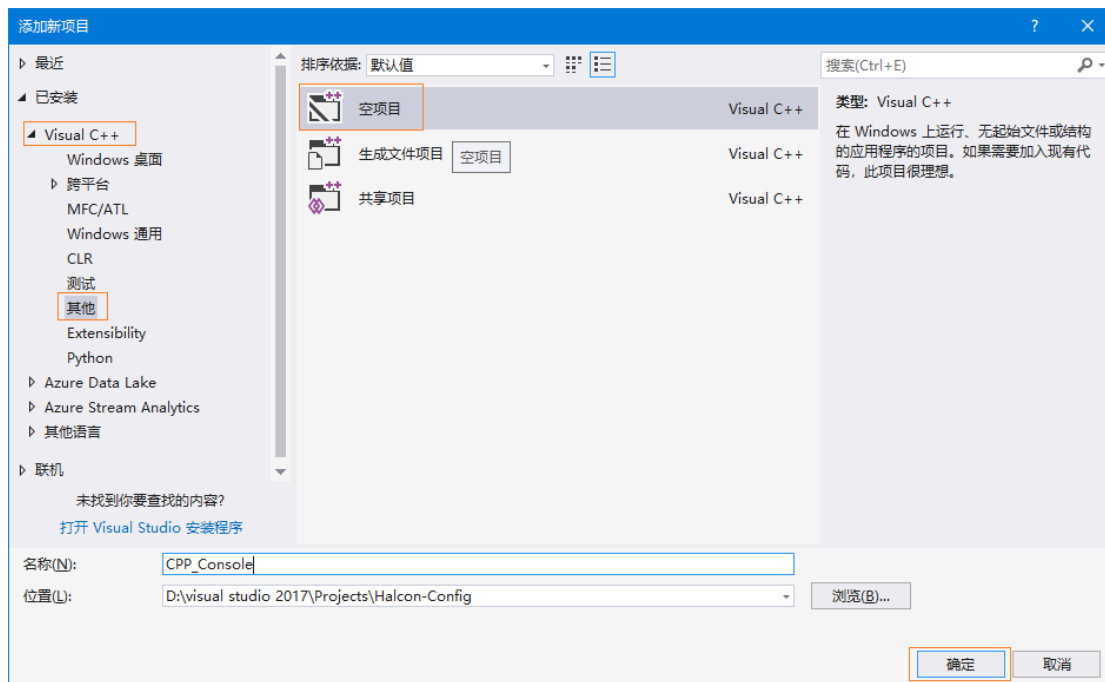 添加新项目
?
最近
已安装
Visual C++
Windows 桌面
跨平台
MFC/ATL
Windows 通用
CLR
测试
其他
Extensibility
Python
Azure Data Lake
Azure Stream Analytics
其他语言
联机
未找到你要查找的内容?
打开 Visual Studio 安装程序
排序依据: 默认值
空项目 Visual C++
生成文件项目 Visual C++
空项目
共享项目 Visual C++
搜索(Ctrl+E)
类型: Visual C++
在 Windows 上运行、无起始文件或结构
的应用程序的项目。如果需要加入现有代
码，此项目很理想。
名称(N): CPP_Console
位置(L): D:\visual studio 2017\Projects\Halcon-Config 浏览(B)...
确定 取消